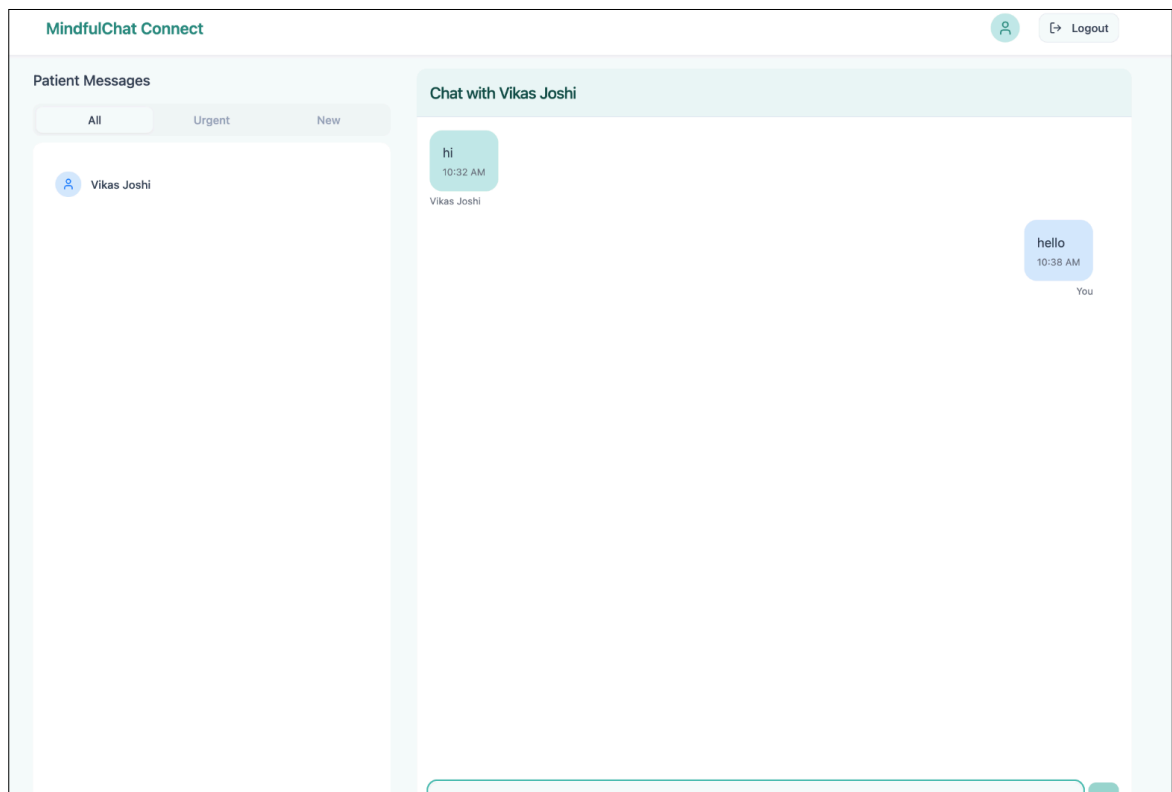 MindfulChat Connect
Logout
Patient Messages
All Urgent New
Vikas Joshi
Chat with Vikas Joshi
hi
10:32 AM
Vikas Joshi
hello
10:38 AM
You